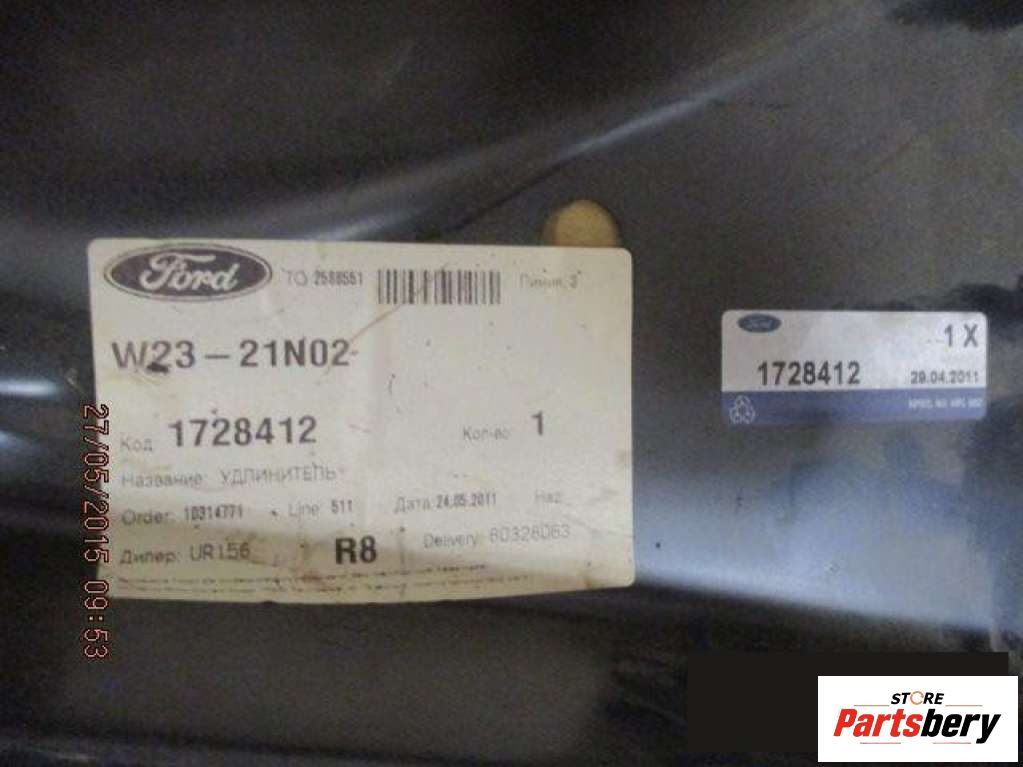 Ford TO 2588551 Линия: 3
W23-21N02
Код: 1728412 Кол-во: 1
Название: УДЛИНИТЕЛЬ
Order: 10314771 Line: 511 Дата: 24.05.2011
Дилер: UR156 R8 Delivery: 60326063
Ford
1 X
1728412 29.04.2011
27/05/2015 09:53
STORE
Partsbery